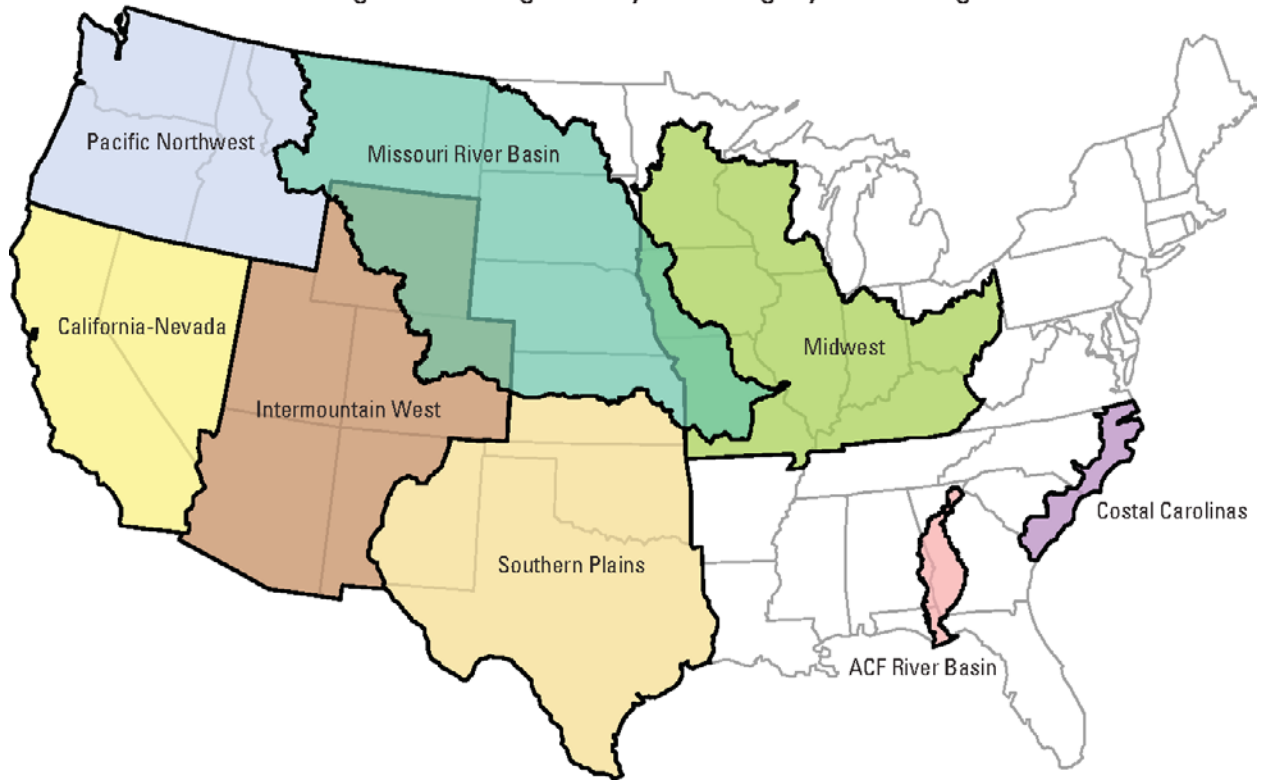 Pacific Northwest
Missouri River Basin
California-Nevada
Midwest
Intermountain West
Costal Carolinas
Southern Plains
ACF River Basin